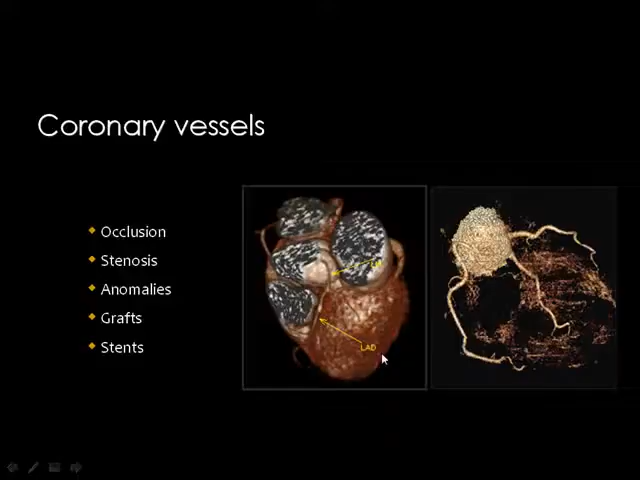 Coronary vessels
Occlusion
Stenosis
Anomalies
Grafts
Stents
LAD